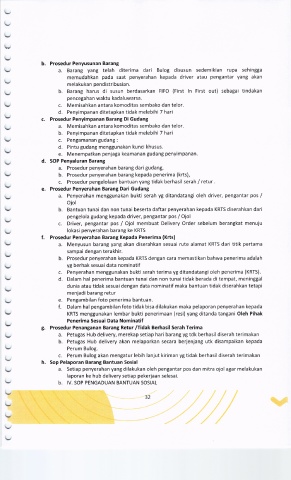 b. Prosedur Penyusunan Barang
a. Barang yang telah diterima dari Bulog disusun sedemikian rupa sehingga
memudahkan pada saat penyerahan kepada driver atau pengantar yang akan
melakukan pendistribusian.
b. Barang harus di susun berdasarkan FIFO (First In First out) sebagai tindakan
pencegahan waktu kadaluwarsa.
c. Memisahkan antara komoditas sembako dan telor.
d. Penyimpanan ditetapkan tidak melebihi 7 hari
c. Prosedur Penyimpanan Barang Di Gudang
a. Memisahkan antara komoditas sembako dan telor.
b. Penyimpanan ditetapkan tidak melebihi 7 hari
c. Pengamanan gudang :
d. Pintu gudang menggunakan kunci khusus.
e. Menempatkan penjaga keamanan gudang penyimpanan.
d. SOP Penyaluran Barang
a. Prosedur penyerahan barang dari gudang,
b. Prosedur penyerahan barang kepada penerima (krts),
c. Prosedur pengelolaan bantuan yang tidak berhasil serah / retur .
e. Prosedur Penyerahan Barang Dari Gudang
a. Penyerahan menggunakan bukti serah yg ditandatangi oleh driver, pengantar pos /
Ojol
b. Bantuan tunai dan non tunai beserta daftar penyerahan kepada KRTS diserahkan dari
pengelola gudang kepada driver, pengantar pos / Ojol
c. Driver, pengantar pos / Ojol membuat Delivery Order sebelum berangkat menuju
lokasi penyerahan barang ke KRTS
f. Prosedur Penyerahan Barang Kepada Penerima (Krts)
a. Menyusun barang yang akan diserahkan sesuai rute alamat KRTS dari titik pertama
sampai dengan terakhir.
b. Prosedur penyerahan kepada KRTS dengan cara memastikan bahwa penerima adalah
yg berhak sesuai data nominatif
c. Penyerahan menggunakan bukti serah terima yg ditandatangi oleh penerima (KRTS).
d. Dalam hal penerima bantuan tunai dan non tunai tidak berada di tempat, meninggal
dunia atau tidak sesuai dengan data nominatif maka bantuan tidak diserahkan tetapi
menjadi barang retur
e. Pengambilan foto penerima bantuan.
f. Dalam hal pengambilan foto tidak bisa dilakukan maka pelaporan penyerahan kepada
KRTS menggunakan lembar bukti penerimaan (resi) yang ditanda tangani Oleh Pihak
Penerima Sesuai Data Nominatif
g. Prosedur Penanganan Barang Retur /Tidak Berhasil Serah Terima
a. Petugas Hub delivery, merekap setiap hari barang yg tdk berhasil diserah terimakan
b. Petugas Hub delivery akan melaporkan secara berjenjang utk disampaikan kepada
Perum Bulog.
c. Perum Bulog akan mengatur lebih lanjut kiriman yg tidak berhasil diserah terimakan
h. Sop Pelaporan Barang Bantuan Sosial
a. Setiap penyerahan yang dilakukan oleh pengantar pos dan mitra ojol agar melakukan
laporan ke hub delivery setiap pekerjaan selesai.
b. IV. SOP PENGADUAN BANTUAN SOSIAL
32